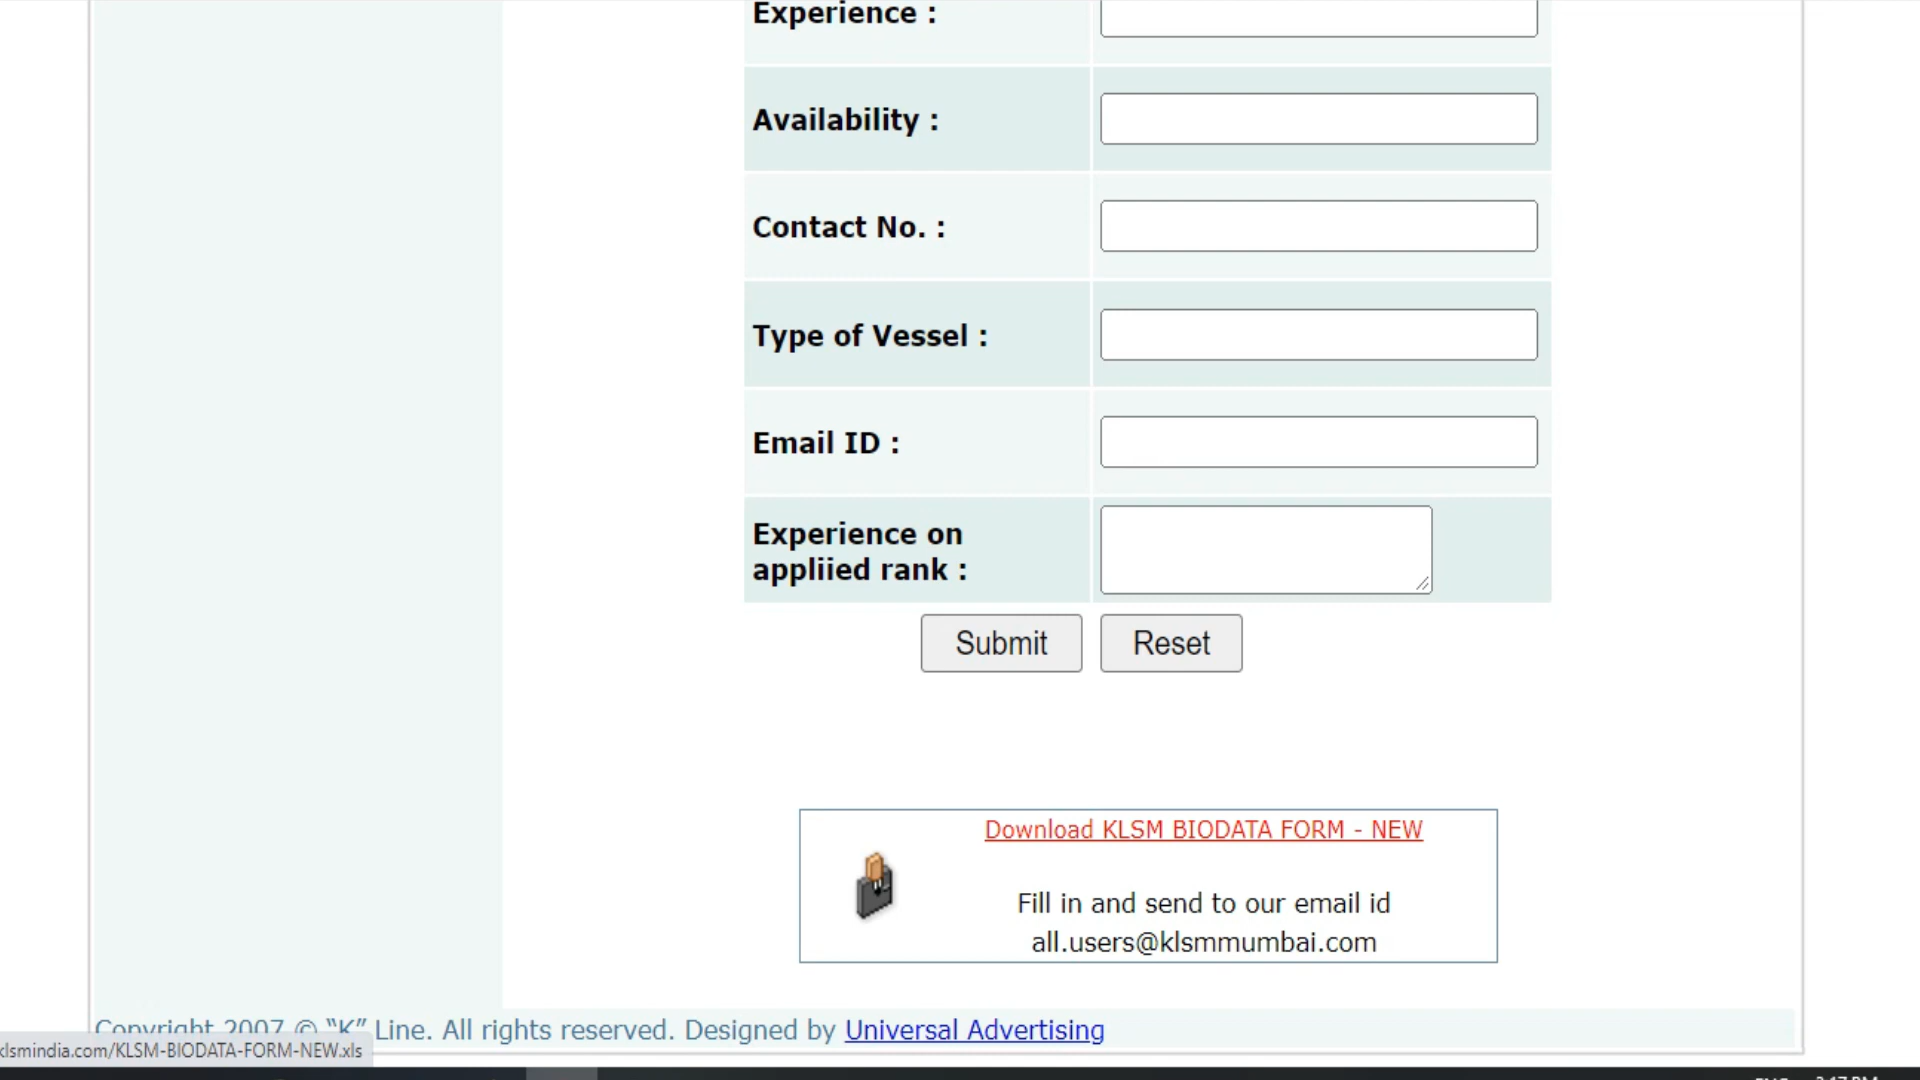 Experience :
Availability :
Contact No. :
Type of Vessel :
Email ID :
Experience on
appliied rank :
Submit Reset
Download KLSM BIODATA FORM - NEW
Fill in and send to our email id
all.users@klsmmumbai.com
Copyright 2007 © “K” Line. All rights reserved. Designed by Universal Advertising
klsmindia.com/KLSM-BIODATA-FORM-NEW.xls